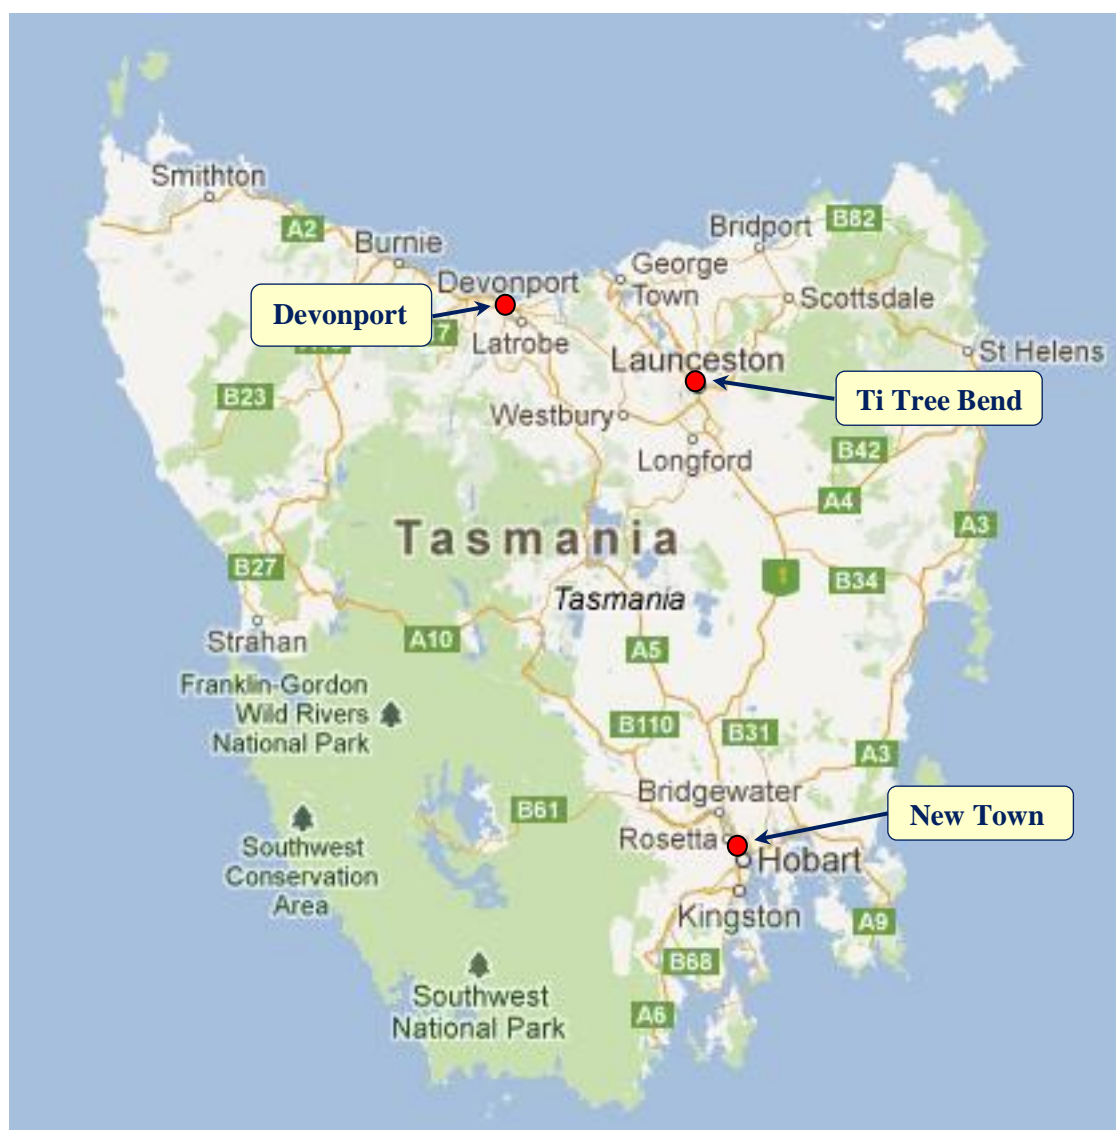 Smithton
A2
Burnie
Bridport
B82
George
Town
Devonport
Devonport
Scottsdale
Latrobe
Launceston
St Helens
B23
Ti Tree Bend
Westbury
Longford
B42
A4
Tasmania
A3
B27
1
B34
Tasmania
Strahan
A10
A5
Franklin-Gordon
Wild Rivers
National Park
B110
B31
A3
Bridgewater
B61
New Town
Rosetta
Southwest
Conservation
Area
Hobart
Kingston
A9
B68
Southwest
National Park
A6